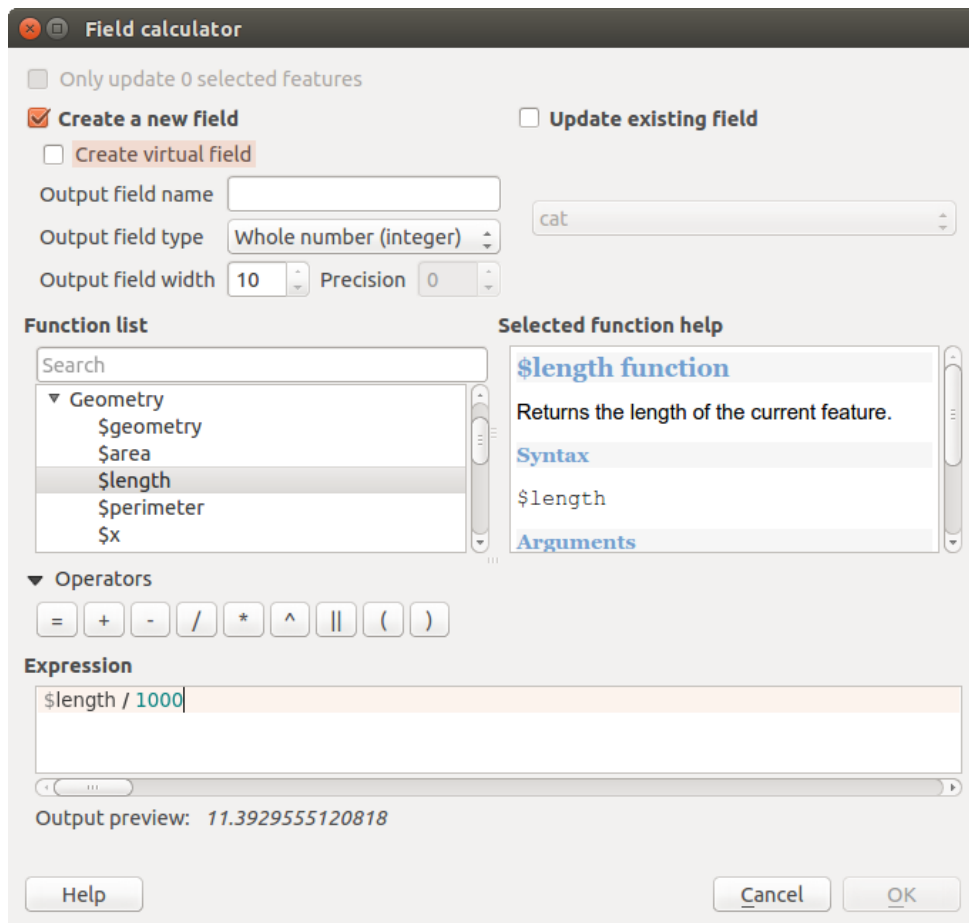 Field calculator
Only update 0 selected features
Create a new field
Update existing field
Create virtual field
Output field name
cat
Output field type Whole number (integer)
Output field width 10 Precision 0
Function list
Selected function help
Search
Geometry
$geometry
$area
$length
$perimeter
$x
$length function
Returns the length of the current feature.
Syntax
$length
Arguments
Operators
= + - / * ^ || ( )
Expression
$length / 1000
Output preview: 11.3929555120818
Help Cancel OK